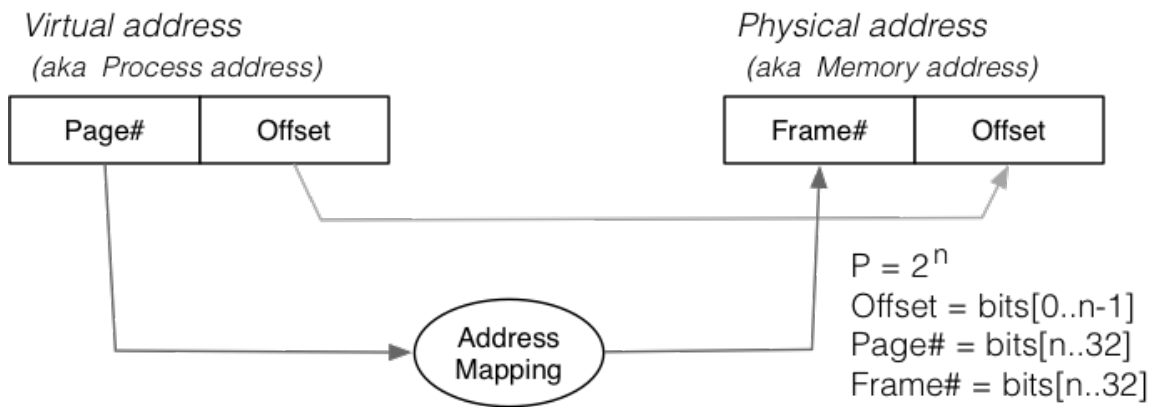 Virtual address
(aka Process address)
Page#
Offset
Physical address
(aka Memory address)
Frame#
Offset
Address
Mapping
P = 2^n
Offset = bits[0..n-1]
Page# = bits[n..32]
Frame# = bits[n..32]